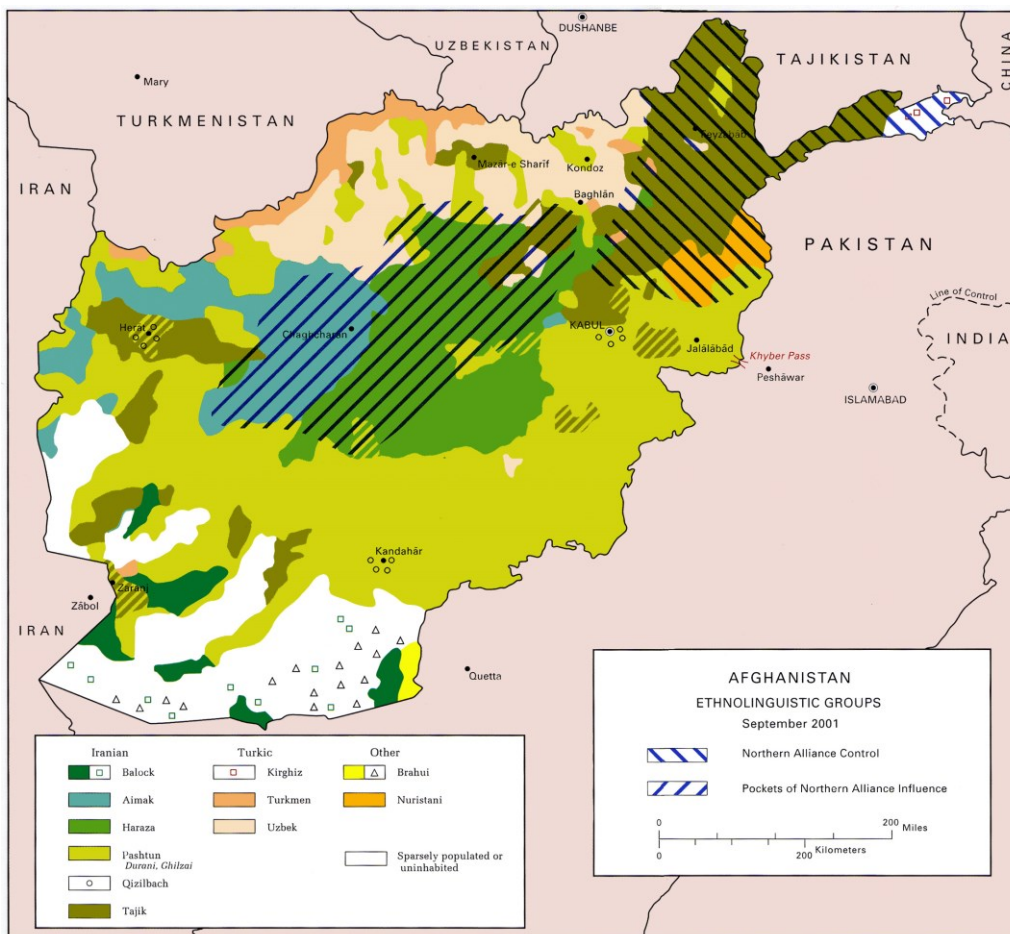 DUSHANBE
UZBEKISTAN
TAJIKISTAN
CHINA
Mary
TURKMENISTAN
Feyzabad
Mazār-e Sharīf
Kondoz
IRAN
Baghlān
PAKISTAN
Line of Control
Herat
Chaghcharān
KABUL
INDIA
Jalālābād
Khyber Pass
Peshāwar
ISLAMABAD
Kandahār
Zaranj
Zābol
IRAN
Quetta
AFGHANISTAN
ETHNOLINGUISTIC GROUPS
September 2001
Northern Alliance Control
Pockets of Northern Alliance Influence
0 200 Miles
0 200 Kilometers
Iranian Turkic Other
Balock Kirghiz Brahui
Aimak Turkmen Nuristani
Haraza Uzbek
Pashtun Sparsely populated or
Durani, Ghilzai uninhabited
Qizilbach
Tajik